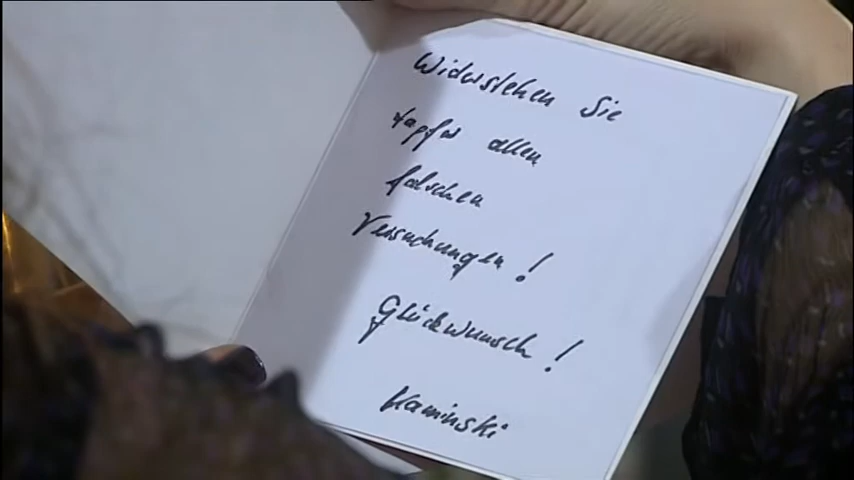 Widerstehen Sie
tapfer allen
falschen
Versuchungen!
Glückwunsch!
Kaminski